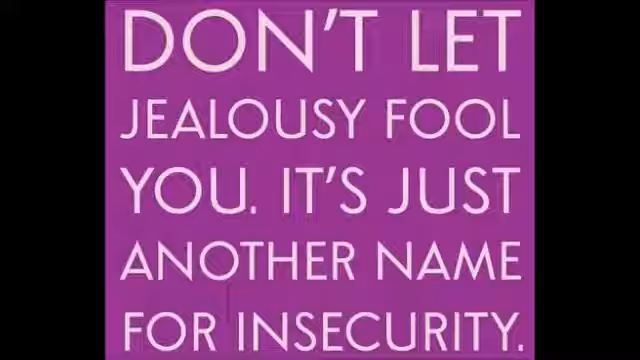 DON'T LET
JEALOUSY FOOL
YOU. IT'S JUST
ANOTHER NAME
FOR INSECURITY.